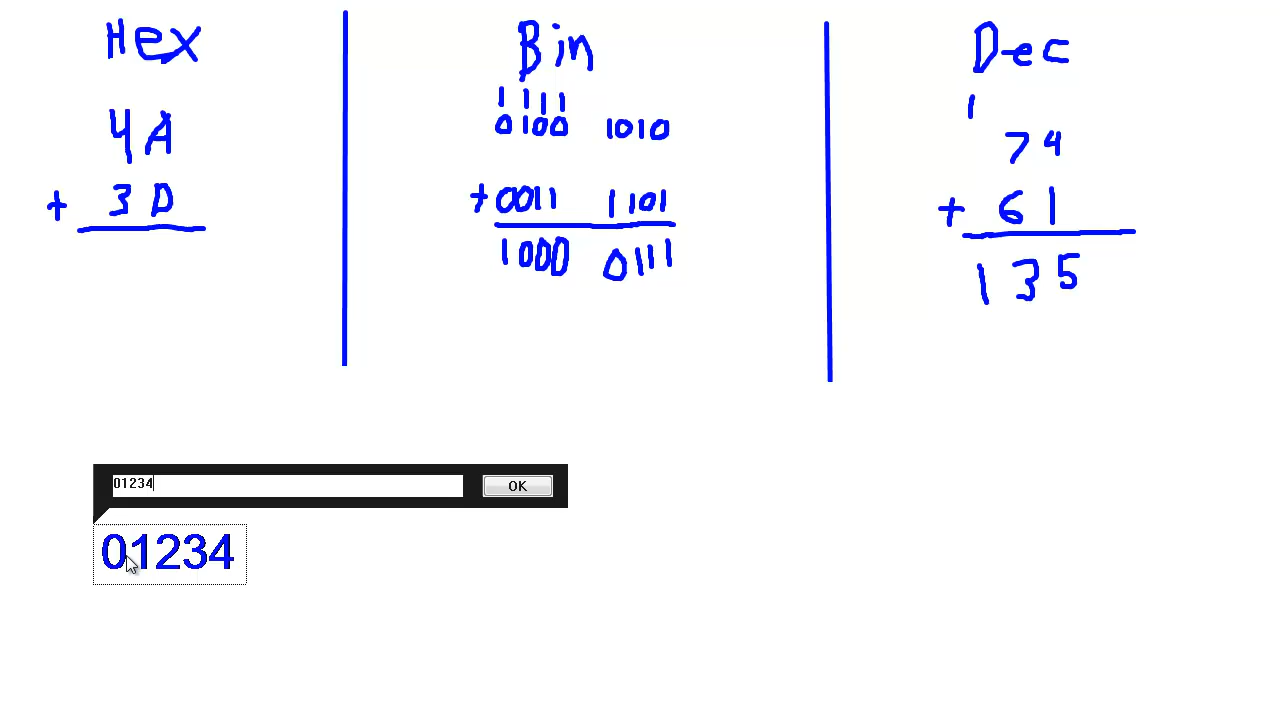 Hex
4A
+ 3D
Bin
1111
0100 1010
+ 0011 1101
1000 0111
Dec
1
74
+ 61
135
01234
OK
01234